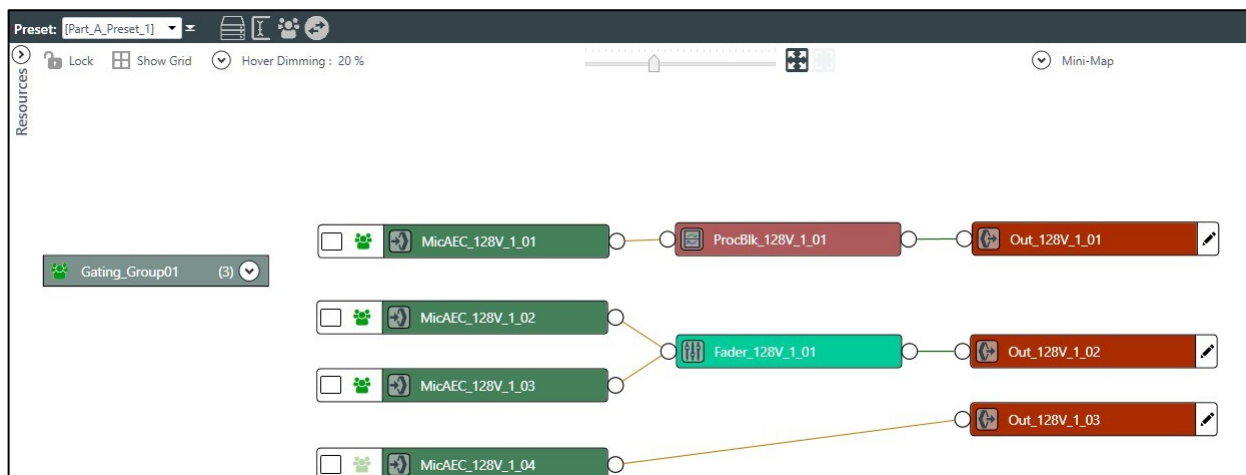 Preset: [Part_A_Preset_1]
Resources
Lock Show Grid Hover Dimming : 20 % Mini-Map
MicAEC_128V_1_01 ProcBlk_128V_1_01 Out_128V_1_01
Gating_Group01 (3)
MicAEC_128V_1_02
Fader_128V_1_01 Out_128V_1_02
MicAEC_128V_1_03
Out_128V_1_03
MicAEC_128V_1_04